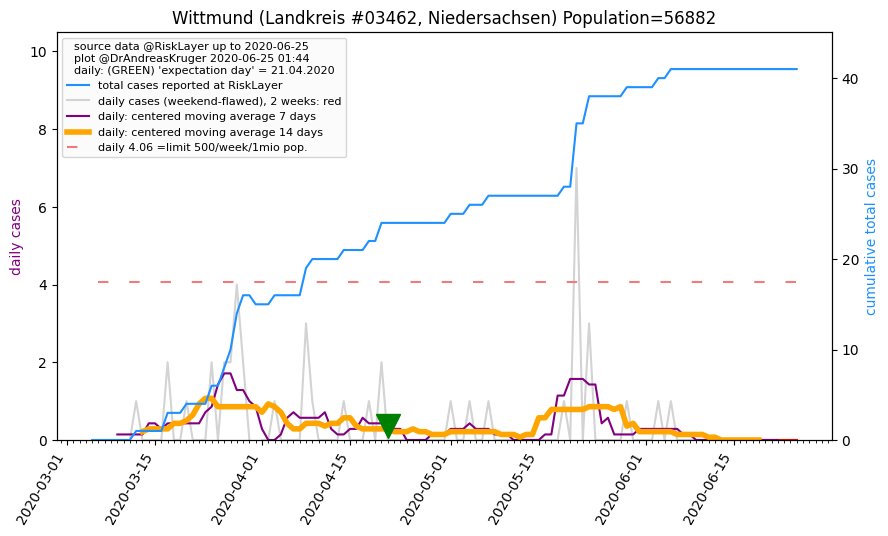 Wittmund (Landkreis #03462, Niedersachsen) Population=56882
source data @RiskLayer up to 2020-06-25
plot @DrAndreasKruger 2020-06-25 01:44
daily: (GREEN) 'expectation day' = 21.04.2020
total cases reported at RiskLayer
daily cases (weekend-flawed), 2 weeks: red
daily: centered moving average 7 days
daily: centered moving average 14 days
daily 4.06 =limit 500/week/1mio pop.
daily cases
10
8
6
4
2
0
cumulative total cases
40
30
20
10
0
2020-03-01
2020-03-15
2020-04-01
2020-04-15
2020-05-01
2020-05-15
2020-06-01
2020-06-15